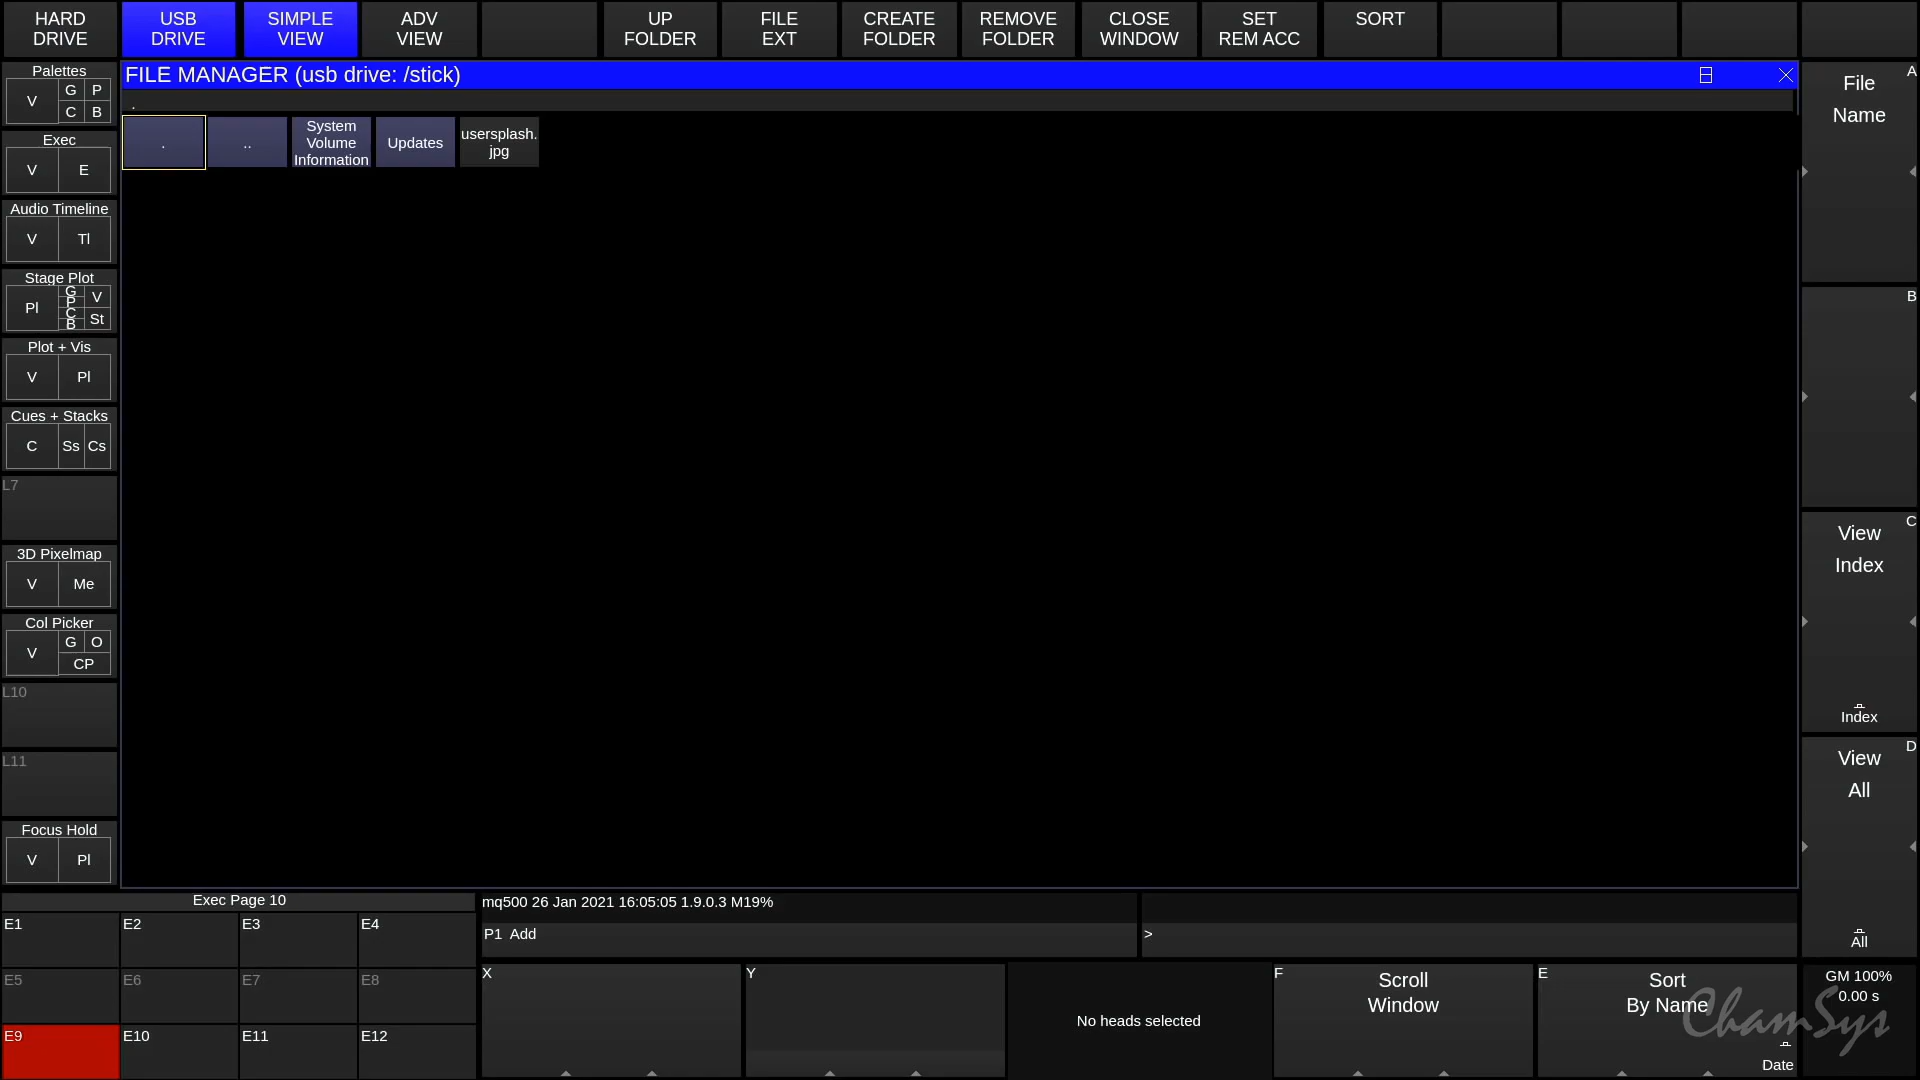 HARD DRIVE
USB DRIVE
SIMPLE VIEW
ADV VIEW
UP FOLDER
FILE EXT
CREATE FOLDER
REMOVE FOLDER
CLOSE WINDOW
SET REM ACC
SORT
FILE MANAGER (usb drive: /stick)
.
.
..
System
Volume
Information
Updates
usersplash.
jpg
Palettes
V G P
C B
Exec
V E
Audio Timeline
V Tl
Stage Plot
Pl G P C B V St
Plot + Vis
V Pl
Cues + Stacks
C Ss Cs
L7
3D Pixelmap
V Me
Col Picker
V G O
CP
L10
L11
Focus Hold
V Pl
A
File
Name
B
C
View
Index
Index
D
View
All
All
Exec Page 10
E1 E2 E3 E4
E5 E6 E7 E8
E9 E10 E11 E12
mq500 26 Jan 2021 16:05:05 1.9.0.3 M19%
P1 Add
>
X
Y
No heads selected
F
Scroll
Window
E
Sort
By Name
Date
GM 100%
0.00 s
ChamSys